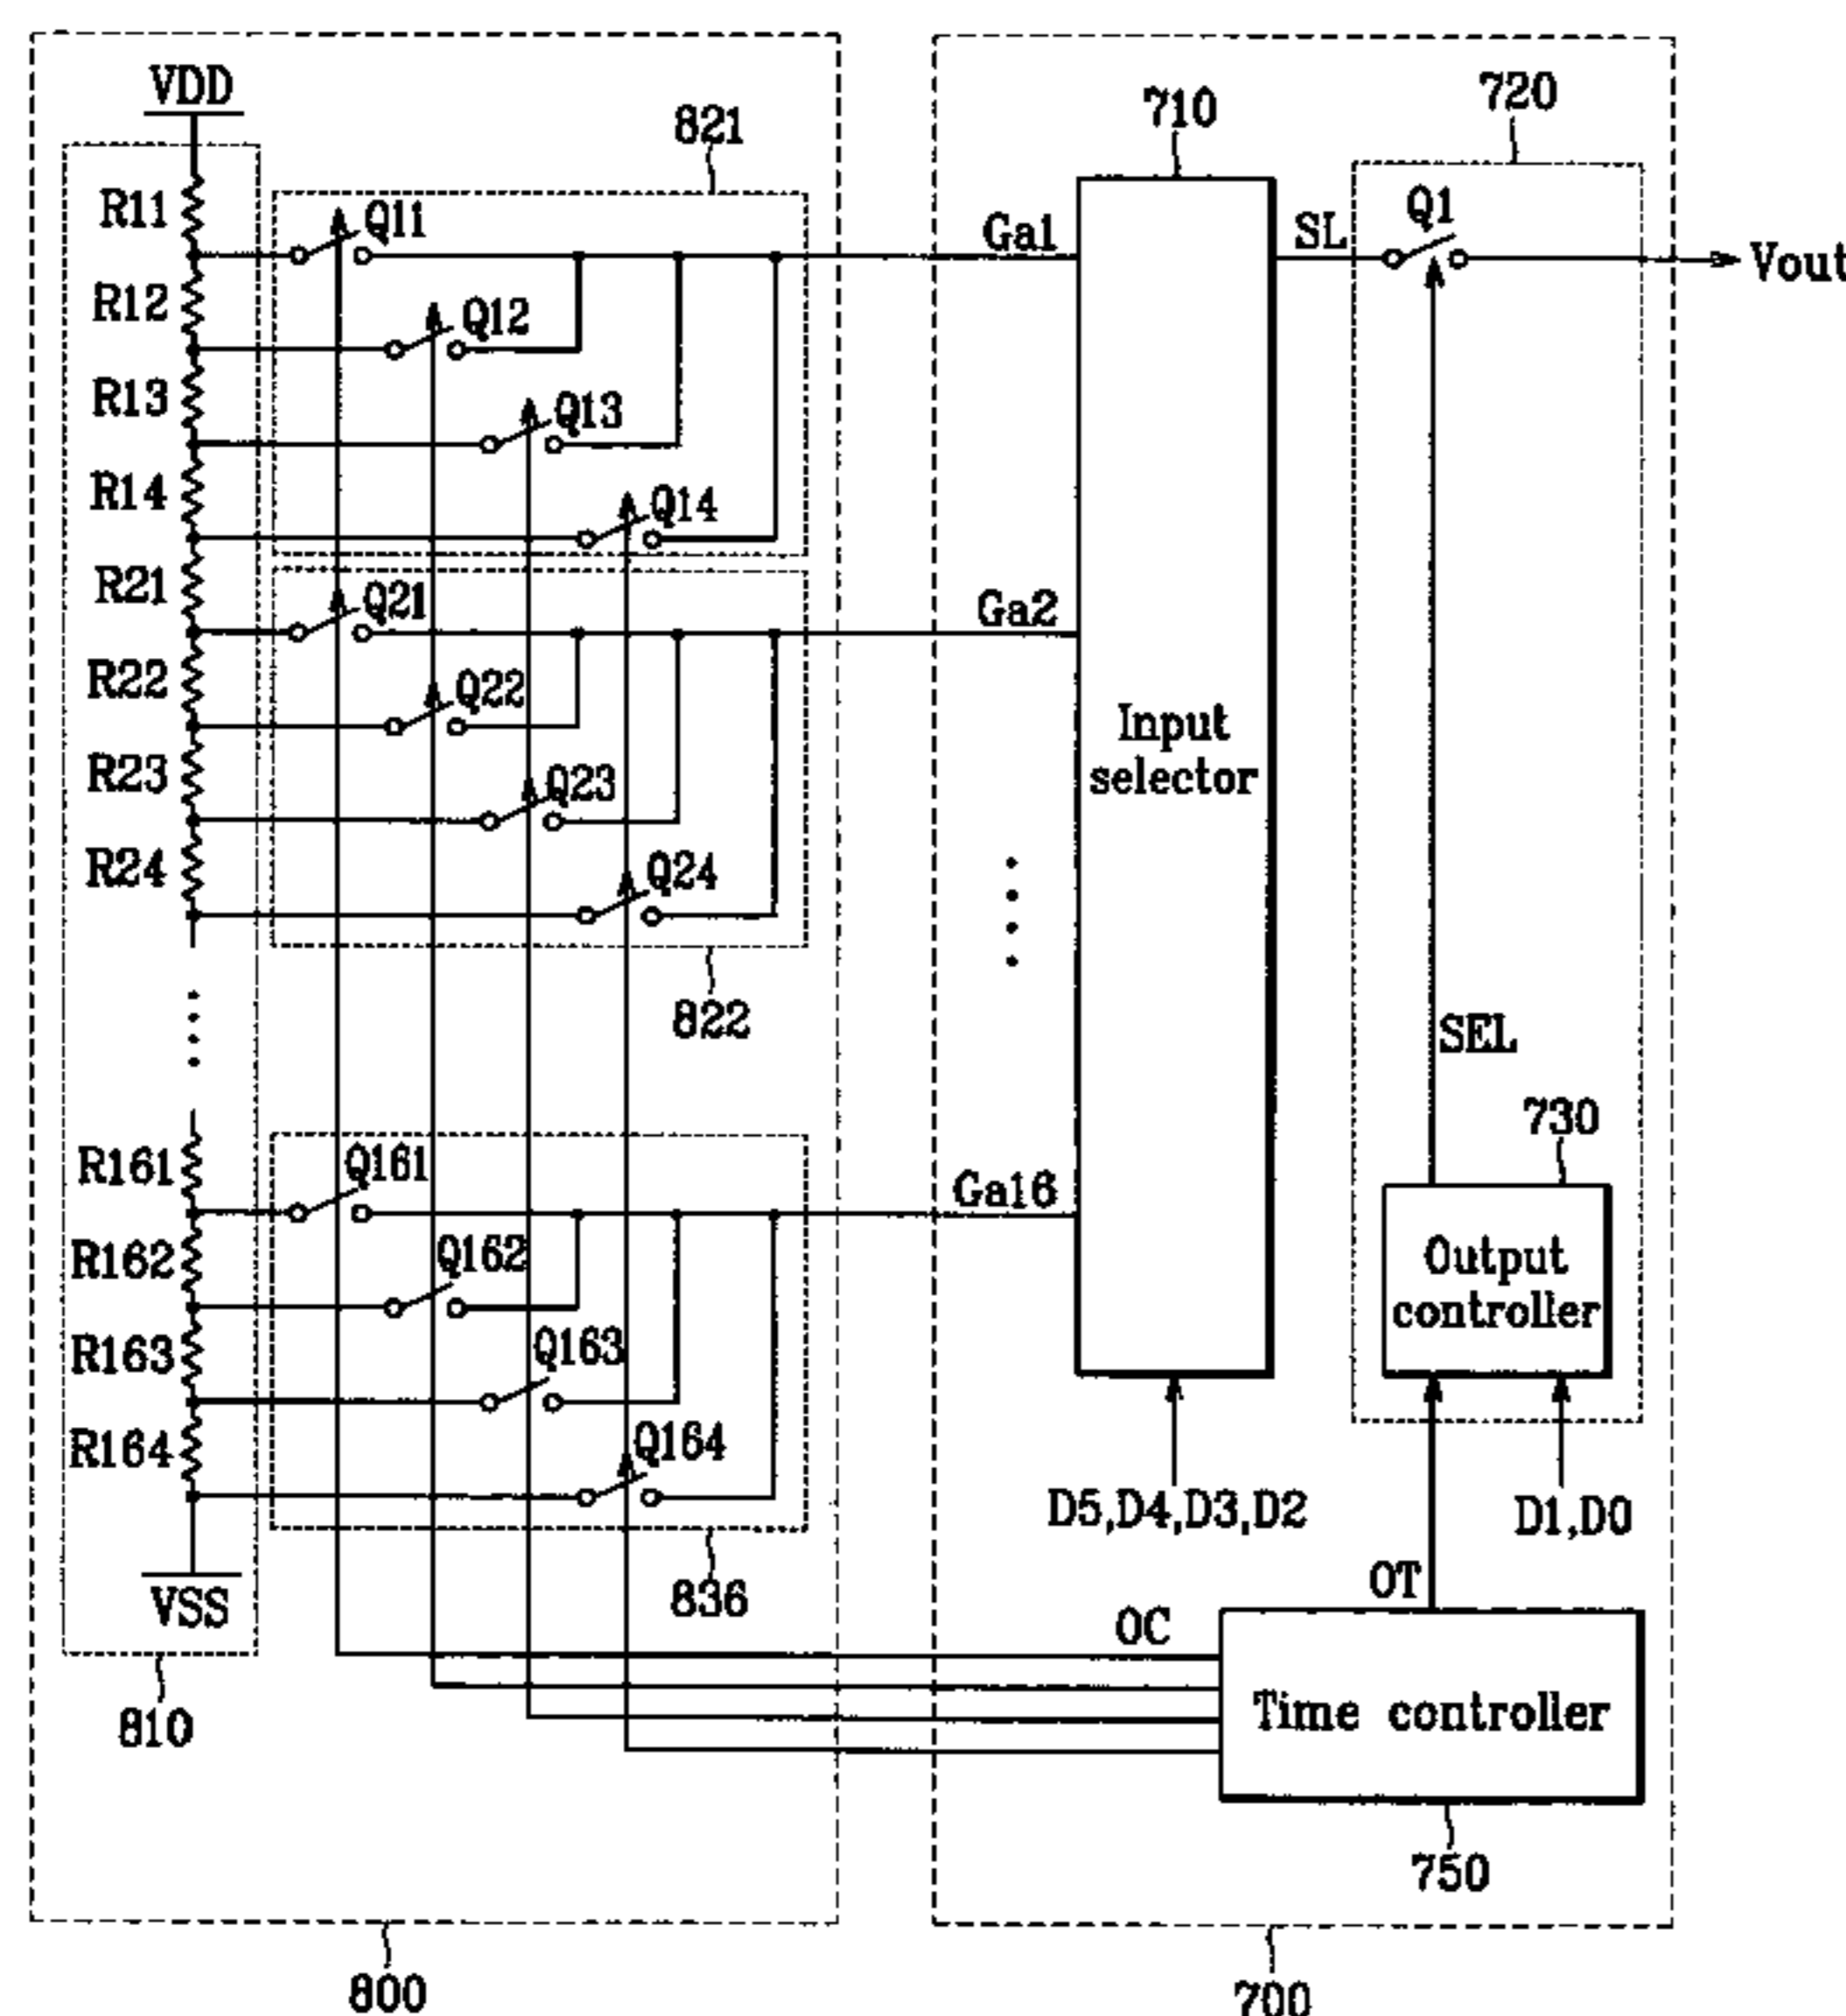 VDD
821
710
720
R11
Q11
Ga1
SL
Q1
Vout
R12
Q12
R13
Q13
R14
Q14
R21
Q21
Ga2
R22
Q22
Input
selector
R23
Q23
R24
Q24
822
SEL
730
R161
Q161
Ga16
R162
Q162
Output
controller
R163
Q163
R164
Q164
D5,D4,D3,D2
D1,D0
VSS
836
OT
OC
810
Time controller
750
800
700